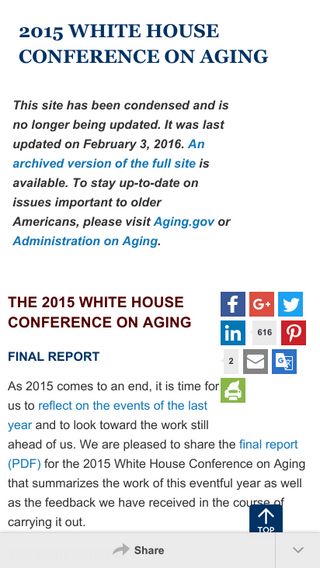 2015 WHITE HOUSE
CONFERENCE ON AGING
This site has been condensed and is
no longer being updated. It was last
updated on February 3, 2016. An
archived version of the full site is
available. To stay up-to-date on
issues important to older
Americans, please visit Aging.gov or
Administration on Aging.
THE 2015 WHITE HOUSE
CONFERENCE ON AGING
616
2
FINAL REPORT
As 2015 comes to an end, it is time for
us to reflect on the events of the last
year and to look toward the work still
ahead of us. We are pleased to share the final report
(PDF) for the 2015 White House Conference on Aging
that summarizes the work of this eventful year as well
as the feedback we have received in the course of
carrying it out.
TOP
Share